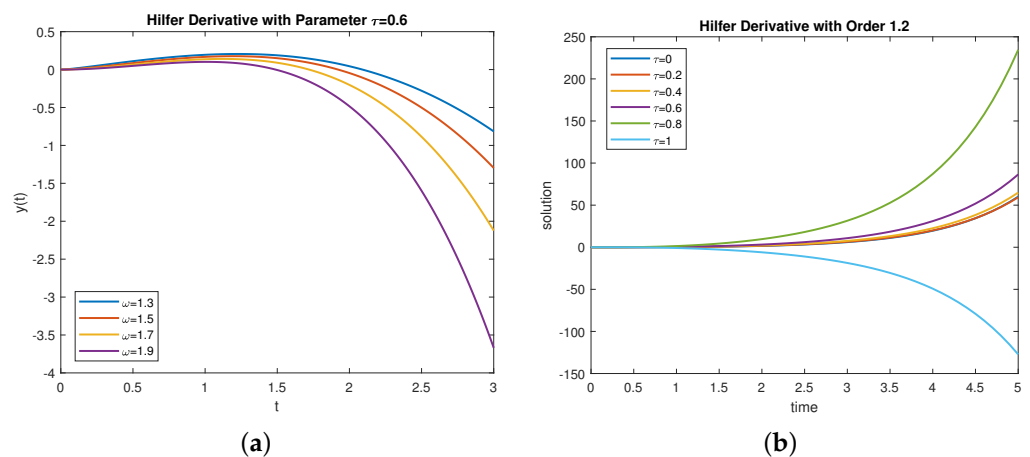 Hilfer Derivative with Parameter τ=0.6
0.5
0
-0.5
-1
-1.5
-2
-2.5
-3
-3.5
-4
y(t)
ω=1.3
ω=1.5
ω=1.7
ω=1.9
0 0.5 1 1.5 2 2.5 3
t
(a)
Hilfer Derivative with Order 1.2
250
200
150
100
50
0
-50
-100
-150
solution
τ=0
τ=0.2
τ=0.4
τ=0.6
τ=0.8
τ=1
0 0.5 1 1.5 2 2.5 3 3.5 4 4.5 5
time
(b)